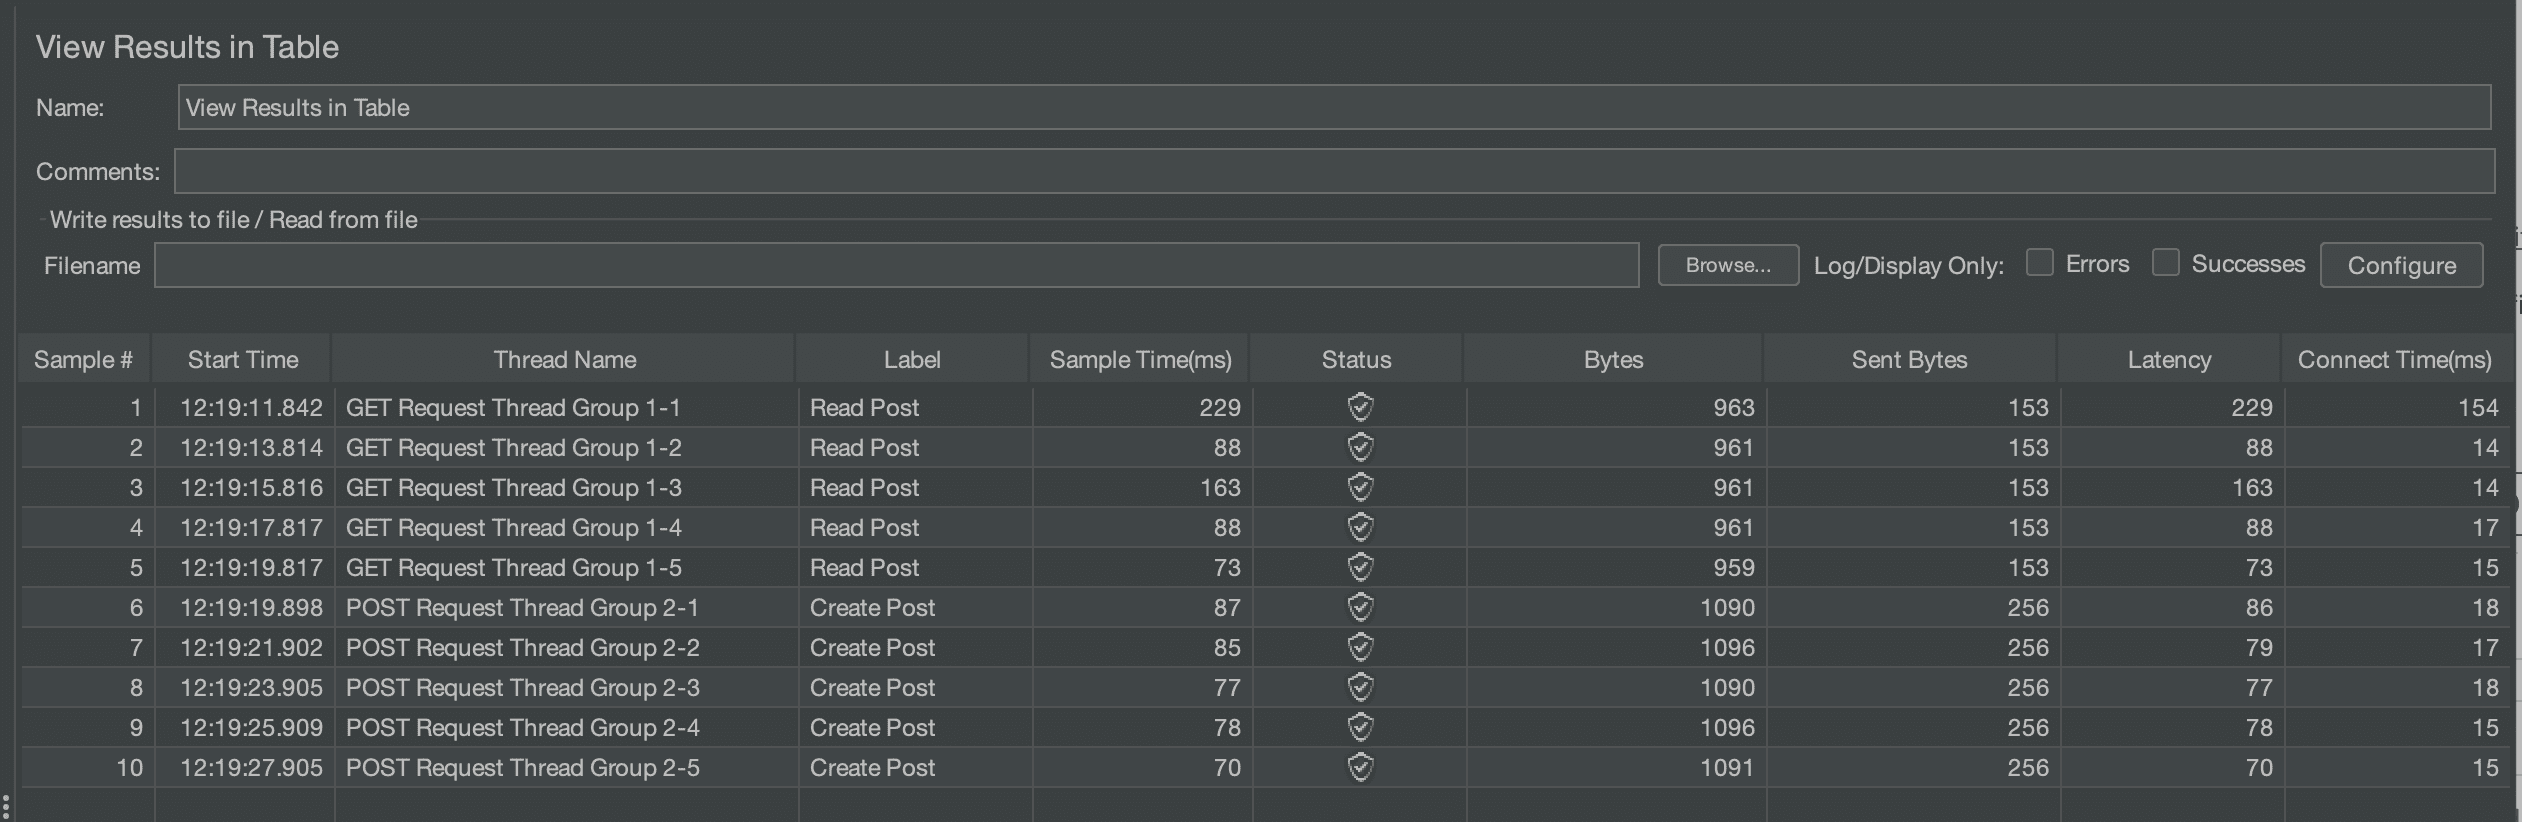 View Results in Table
Name: View Results in Table
Comments:
Write results to file / Read from file
Filename Browse... Log/Display Only: Errors Successes Configure
Sample # Start Time Thread Name Label Sample Time(ms) Status Bytes Sent Bytes Latency Connect Time(ms)
1 12:19:11.842 GET Request Thread Group 1-1 Read Post 229 963 153 229 154
2 12:19:13.814 GET Request Thread Group 1-2 Read Post 88 961 153 88 14
3 12:19:15.816 GET Request Thread Group 1-3 Read Post 163 961 153 163 14
4 12:19:17.817 GET Request Thread Group 1-4 Read Post 88 961 153 88 17
5 12:19:19.817 GET Request Thread Group 1-5 Read Post 73 959 153 73 15
6 12:19:19.898 POST Request Thread Group 2-1 Create Post 87 1090 256 86 18
7 12:19:21.902 POST Request Thread Group 2-2 Create Post 85 1096 256 79 17
8 12:19:23.905 POST Request Thread Group 2-3 Create Post 77 1090 256 77 18
9 12:19:25.909 POST Request Thread Group 2-4 Create Post 78 1096 256 78 15
10 12:19:27.905 POST Request Thread Group 2-5 Create Post 70 1091 256 70 15